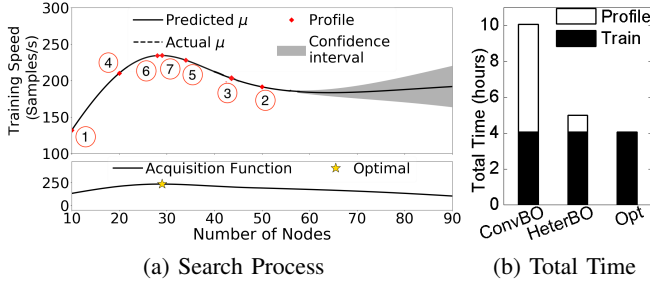 Training Speed
(Samples/s)
300
250
200
150
100
Predicted μ
Actual μ
Profile
Confidence
interval
1
4
6
7
5
3
2
250
0
Acquisition Function
Optimal
10 20 30 40 50 60 70 80 90
Number of Nodes
(a) Search Process
Total Time (hours)
10
8
6
4
2
0
Profile
Train
ConvBO
HeterBO
Opt
(b) Total Time